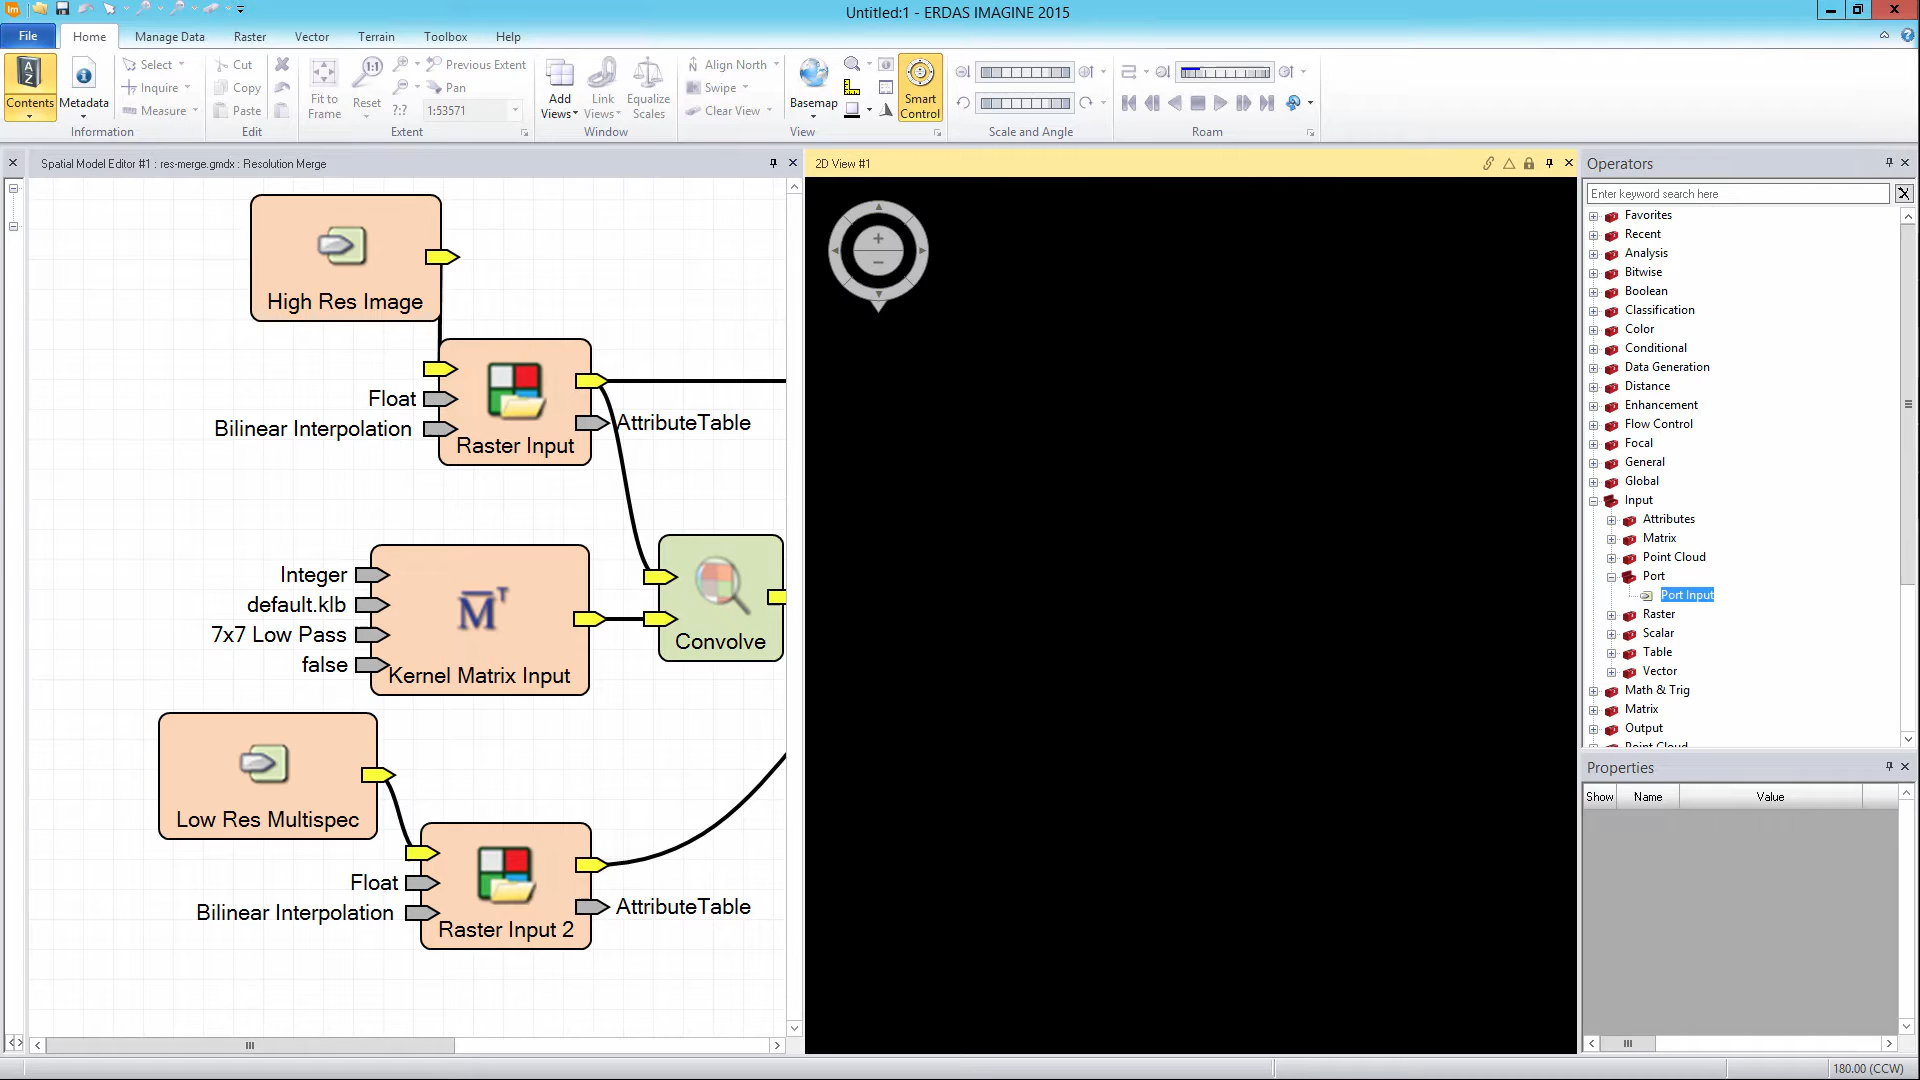 Untitled:1 - ERDAS IMAGINE 2015
File Home Manage Data Raster Vector Terrain Toolbox Help
Contents
Metadata
Information
Select
Inquire
Measure
Cut
Copy
Paste
Edit
Fit to Frame
1:1
Reset
?:?
Previous Extent
Pan
1:53571
Extent
Add Views
Link Views
Equalize Scales
Window
Align North
Swipe
Clear View
Basemap
Smart Control
View
Scale and Angle
Roam
Spatial Model Editor #1 : res-merge.gmdx : Resolution Merge
High Res Image
Float
Bilinear Interpolation
Raster Input
AttributeTable
Integer
default.klb
7x7 Low Pass
false
M T
Kernel Matrix Input
Convolve
Low Res Multispec
Float
Bilinear Interpolation
Raster Input 2
AttributeTable
2D View #1
Operators
Enter keyword search here
Favorites
Recent
Analysis
Bitwise
Boolean
Classification
Color
Conditional
Data Generation
Distance
Enhancement
Flow Control
Focal
General
Global
Input
Attributes
Matrix
Point Cloud
Port
Port Input
Raster
Scalar
Table
Vector
Math & Trig
Matrix
Output
Point Cloud
Properties
Show Name Value
180.00 (CCW)